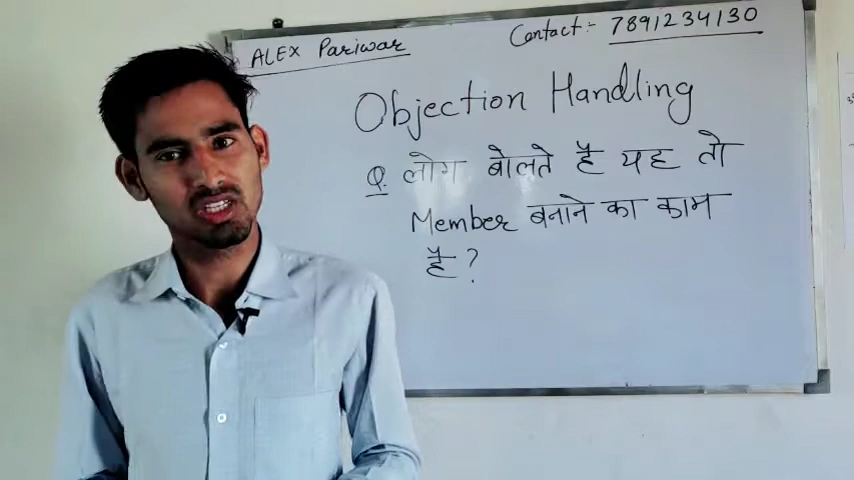 ALEX Pariwar
Contact:- 7891234130
Objection Handling
Q. लोग बोलते है यह तो
Member बनाने का काम
है ?